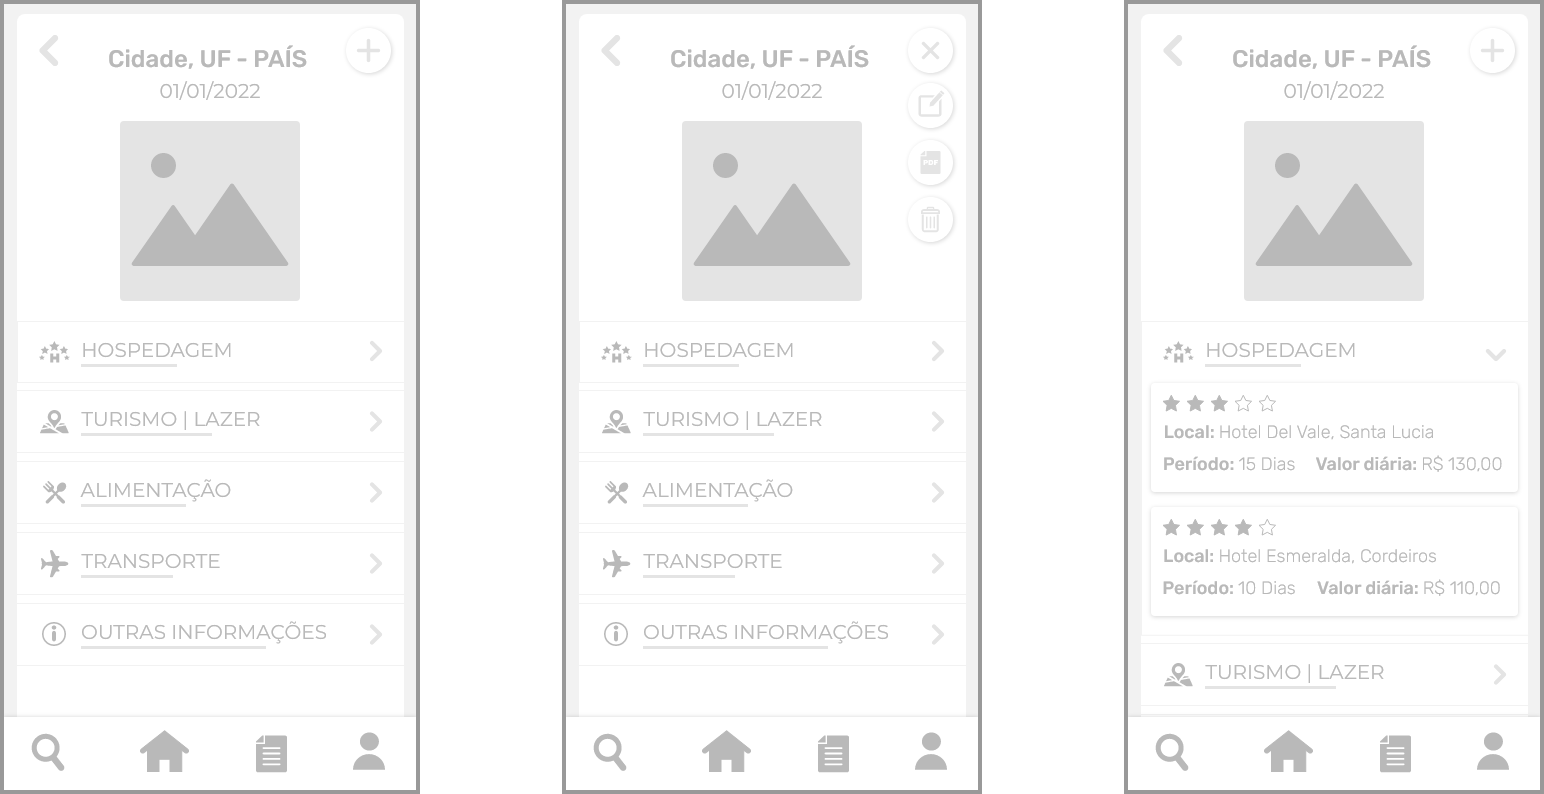 Cidade, UF - PAÍS
01/01/2022
HOSPEDAGEM
TURISMO | LAZER
ALIMENTAÇÃO
TRANSPORTE
OUTRAS INFORMAÇÕES
Cidade, UF - PAÍS
01/01/2022
PDF
HOSPEDAGEM
TURISMO | LAZER
ALIMENTAÇÃO
TRANSPORTE
OUTRAS INFORMAÇÕES
Cidade, UF - PAÍS
01/01/2022
HOSPEDAGEM
Local: Hotel Del Vale, Santa Lucia
Período: 15 Dias Valor diária: R$ 130,00
Local: Hotel Esmeralda, Cordeiros
Período: 10 Dias Valor diária: R$ 110,00
TURISMO | LAZER